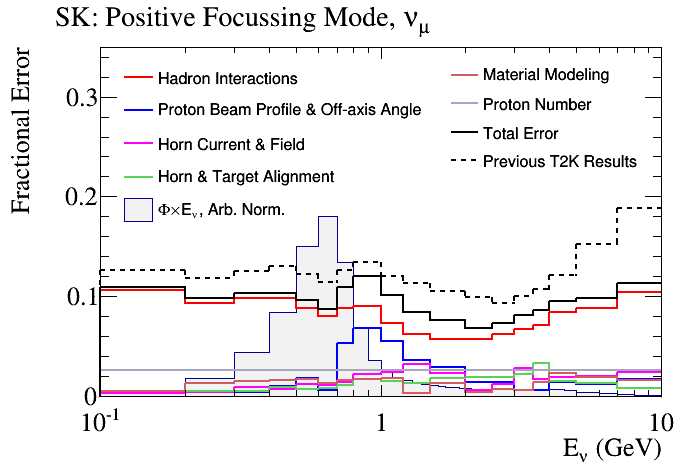 SK: Positive Focussing Mode, νμ
Fractional Error
Hadron Interactions
Proton Beam Profile & Off-axis Angle
Horn Current & Field
Horn & Target Alignment
Φ×Eν, Arb. Norm.
Material Modeling
Proton Number
Total Error
Previous T2K Results
0.3
0.2
0.1
0
10-1
1
10
Eν (GeV)